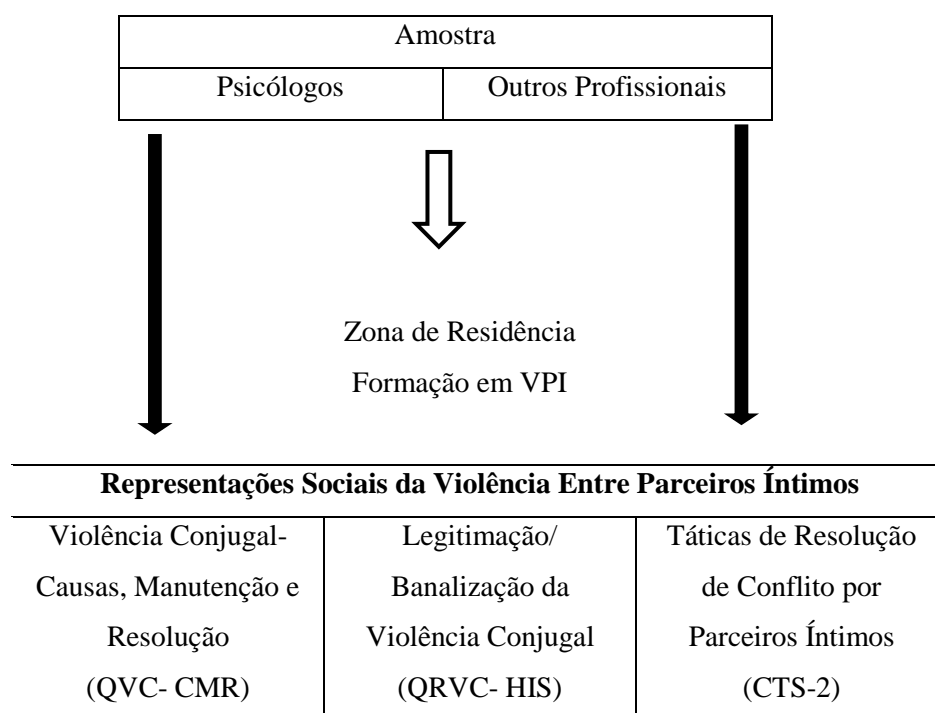 Amostra
Psicólogos
Outros Profissionais
Zona de Residência
Formação em VPI
Representações Sociais da Violência Entre Parceiros Íntimos
Violência Conjugal-
Causas, Manutenção e
Resolução
(QVC- CMR)
Legitimação/
Banalização da
Violência Conjugal
(QRVC- HIS)
Táticas de Resolução
de Conflito por
Parceiros Íntimos
(CTS-2)